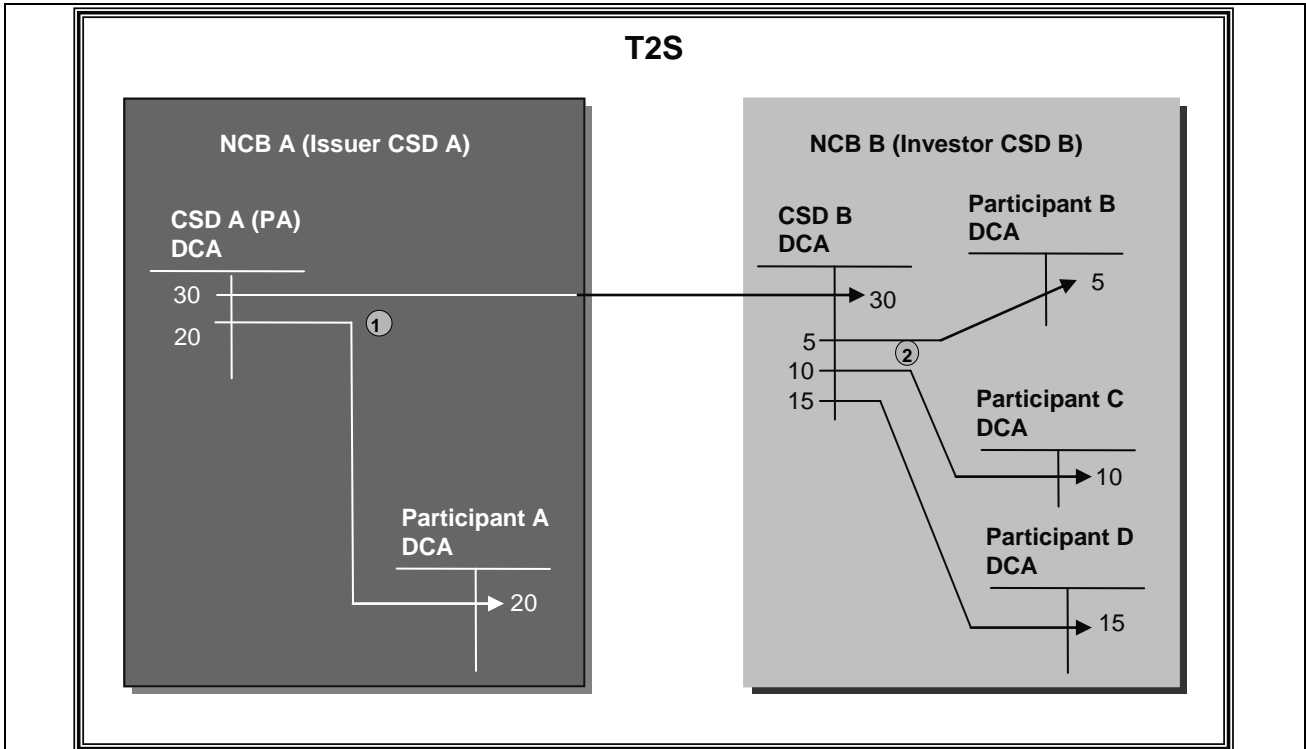 T2S
NCB A (Issuer CSD A)
CSD A (PA)
DCA
30
20
1
Participant A
DCA
20
NCB B (Investor CSD B)
CSD B
DCA
30
5
10
15
2
Participant B
DCA
5
Participant C
DCA
10
Participant D
DCA
15